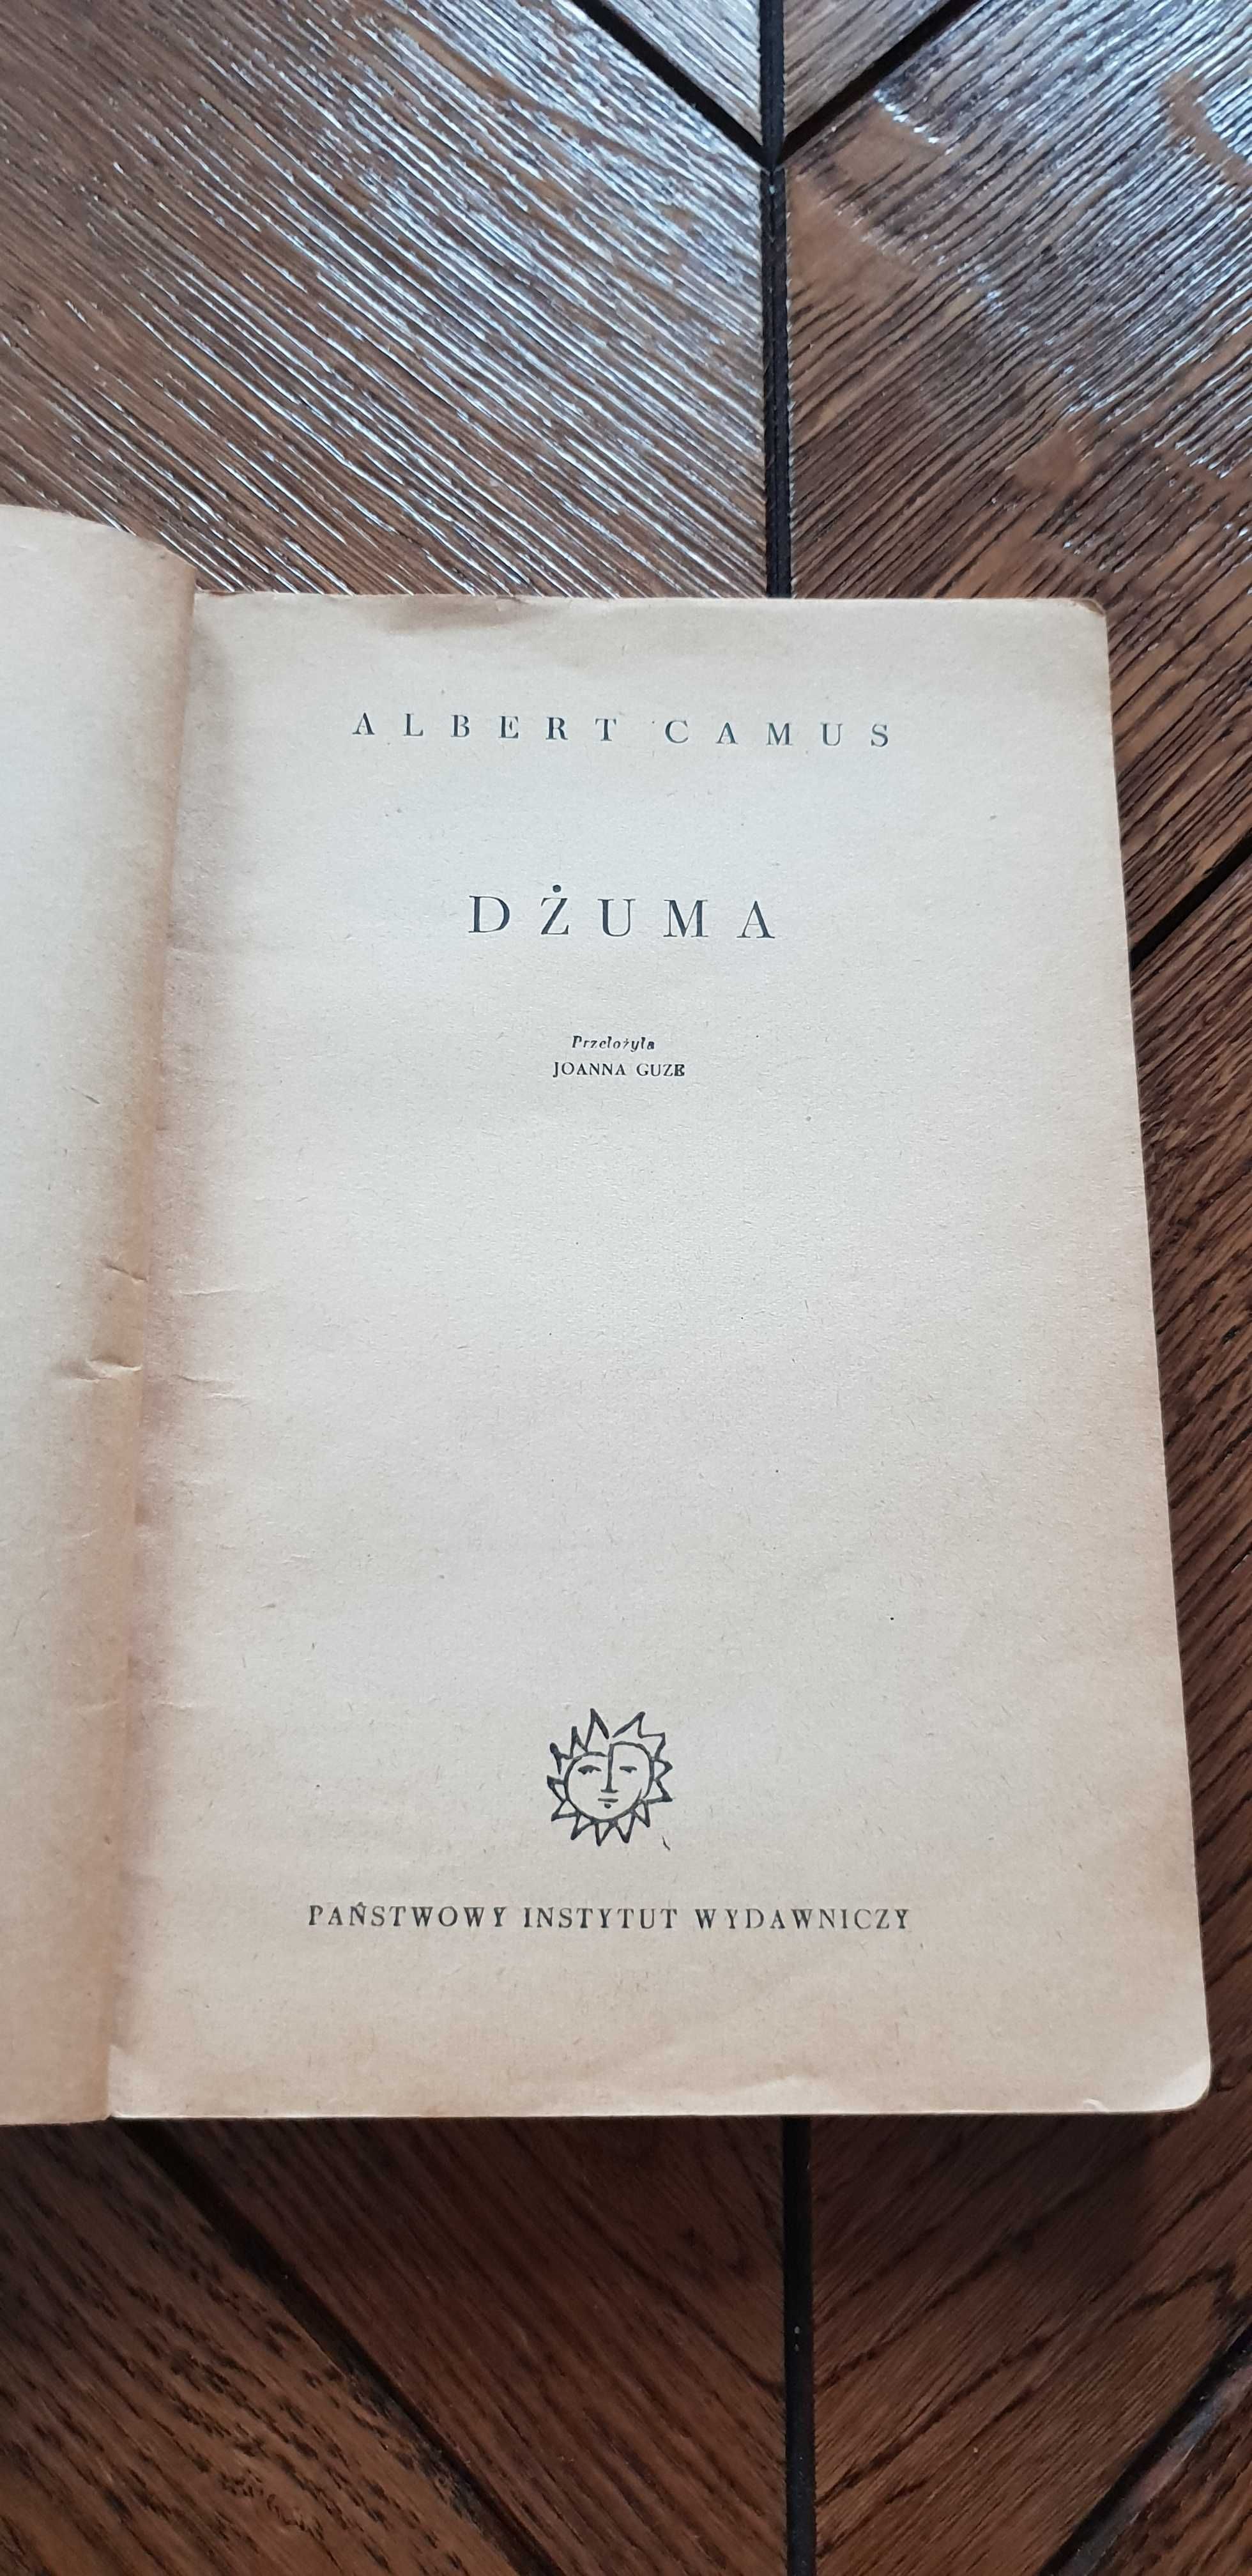 ALBERT CAMUS
DŻUMA
Przełożyła
JOANNA GUZE
PAŃSTWOWY INSTYTUT WYDAWNICZY